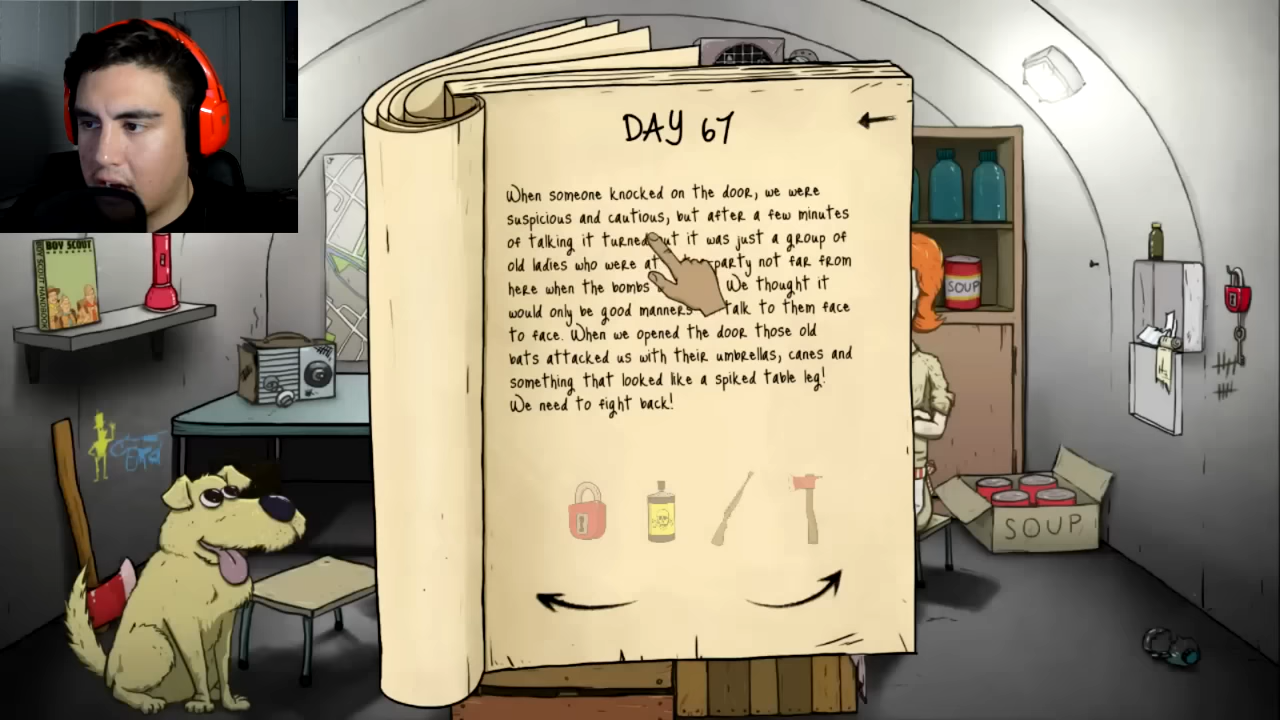 DAY 67
When someone knocked on the door, we were
suspicious and cautious, but after a few minutes
of talking it turned out it was just a group of
old ladies who were at party not far from
here when the bombs We thought it
would only be good manners talk to them face
to face. When we opened the door those old
bats attacked us with their umbrellas, canes and
something that looked like a spiked table leg!
We need to fight back!
BOY SCOUT
BOY SCOUT HANDBOOK
SOUP
SOUP